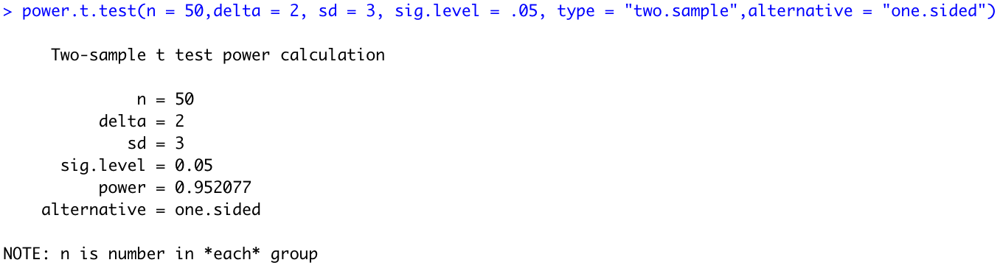 > power.t.test(n = 50,delta = 2, sd = 3, sig.level = .05, type = "two.sample",alternative = "one.sided")
Two-sample t test power calculation
n = 50
delta = 2
sd = 3
sig.level = 0.05
power = 0.952077
alternative = one.sided
NOTE: n is number in *each* group